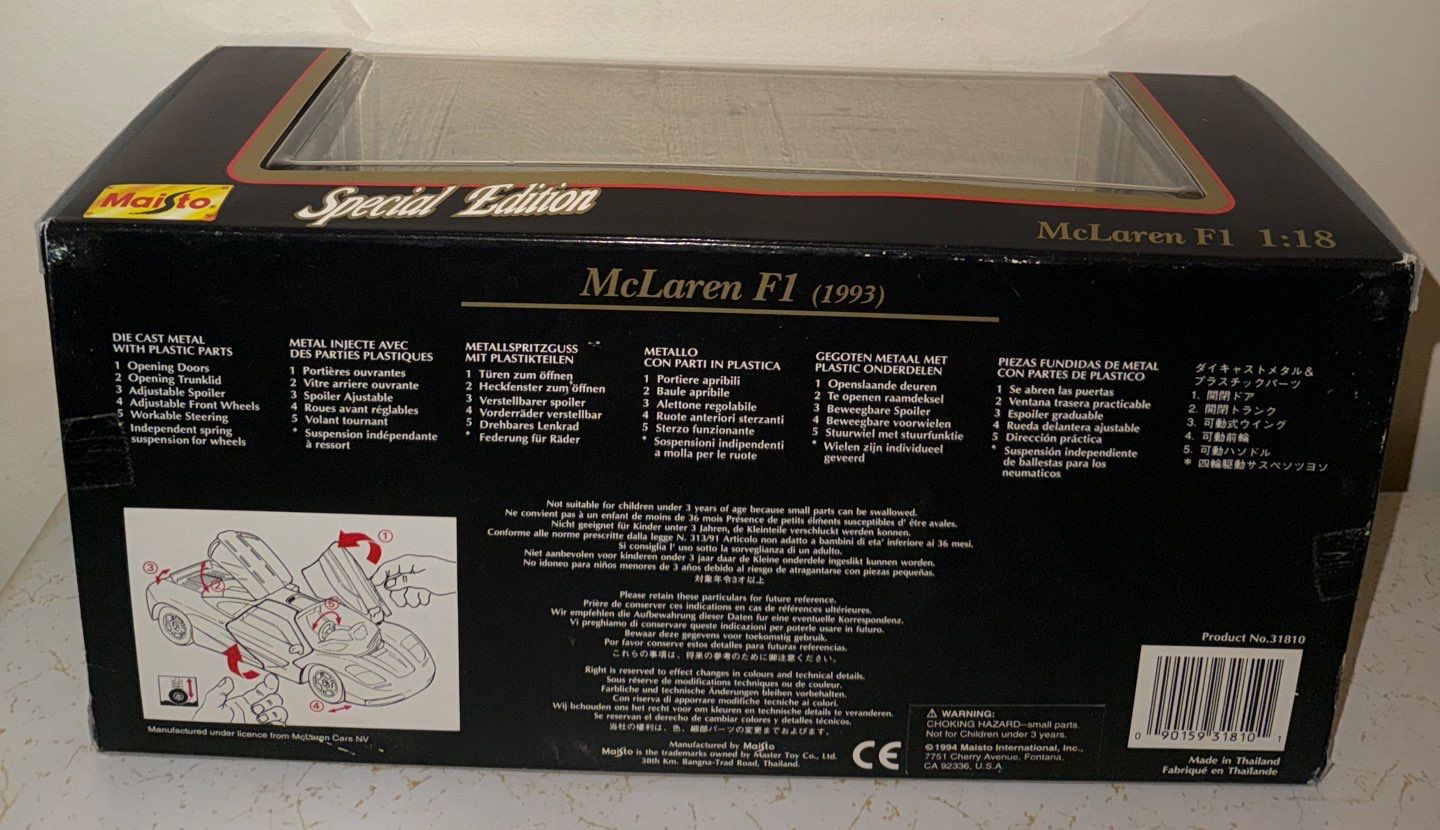 Maisto.
Special Edition
McLaren F1 1:18
McLaren F1 (1993)
DIE CAST METAL
WITH PLASTIC PARTS
1 Opening Doors
2 Opening Trunklid
3 Adjustable Spoiler
4 Adjustable Front Wheels
5 Workable Steering
* Independent spring
suspension for wheels
METAL INJECTE AVEC
DES PARTIES PLASTIQUES
1 Portières ouvrantes
2 Vitre arriere ouvrante
3 Spoiler Ajustable
4 Roues avant réglables
5 Volant tournant
* Suspension indépendante
à ressort
METALLSPRITZGUSS
MIT PLASTIKTEILEN
1 Türen zum öffnen
2 Heckfenster zum öffnen
3 Verstellbarer spoiler
4 Vorderräder verstellbar
5 Drehbares Lenkrad
* Federung für Räder
METALLO
CON PARTI IN PLASTICA
1 Portiere apribili
2 Baule apribile
3 Alettone regolabile
4 Ruote anteriori sterzanti
5 Sterzo funzionante
* Sospensioni indipendenti
a molla per le ruote
GEGOTEN METAAL MET
PLASTIC ONDERDELEN
1 Openslaande deuren
2 Te openen raamdeksel
3 Beweegbare Spoiler
4 Beweegbare voorwielen
5 Stuurwiel met stuurfunktie
* Wielen zijn individueel
geveerd
PIEZAS FUNDIDAS DE METAL
CON PARTES DE PLASTICO
1 Se abren las puertas
2 Ventana trasera practicable
3 Espoiler graduable
4 Rueda delantera ajustable
5 Dirección práctica
* Suspensión independiente
de ballestas para los
neumaticos
ダイキャストメタル＆
プラスチックパーツ
1. 開閉ドア
2. 開閉トランク
3. 可動式ウイング
4. 可動前輪
5. 可動ハンドル
* 四輪駆動サスペソツヨソ
Not suitable for children under 3 years of age because small parts can be swallowed.
Ne convient pas à un enfant de moins de 36 mois Présence de petits élments susceptibles d' être avales.
Nicht geeignet für Kinder unter 3 Jahren, de Kleinteile verschluckt werden konnen.
Conforme alle norme prescritte dalla legge N. 313/91 Articolo non adatto a bambini di eta' inferiore ai 36 mesi.
Si consiglia l' uso sotto la sorveglianza di un adulto.
Niet aanbevolen voor kinderen onder 3 jaar daar de Kleine onderdele ingeslikt kunnen worden.
No idoneo para niños menores de 3 años debido al riesgo de atragantarse con piezas pequeñas.
対象年令3才以上
Please retain these particulars for future reference.
Prière de conserver ces indications en cas de références ultérieures.
Wir empfehlen die Aufbewahrung dieser Daten fur eine eventuelle Korrespondenz.
Vi preghiamo di conservare queste indicazioni per poterle usare in futuro.
Bewaar deze gegevens voor toekomstig gebruik.
Por favor conserve estos detalles para futuras referencias.
これらの事項は、将来の参考のために御注意ください。
Right is reserved to effect changes in colours and technical details.
Sous réserve de modifications techniques ou de couleur.
Farbliche und technische Änderungen bleiben vorbehalten.
Con riserva di apporrare modifiche tecniche ai colori.
Wij behouden ons het recht voor om kleuren en technische details te veranderen.
Se reservan el derecho de cambiar colores y detalles técnicos.
当社の権利は、色、細部パーツの変更までおよびます。
Manufactured by Maisto
Maisto is the trademarks owned by Master Toy Co., Ltd.
38th Km. Bangna-Trad Road, Thailand.
1
2
3
4
5
Manufactured under licence from McLaren Cars NV
CE
⚠ WARNING:
CHOKING HAZARD--small parts.
Not for Children under 3 years.
©1994 Maisto International, Inc.,
7751 Cherry Avenue, Fontana,
CA 92336, U.S.A.
Product No.31810
0 90159 31810 1
Made in Thailand
Fabriqué en Thailande